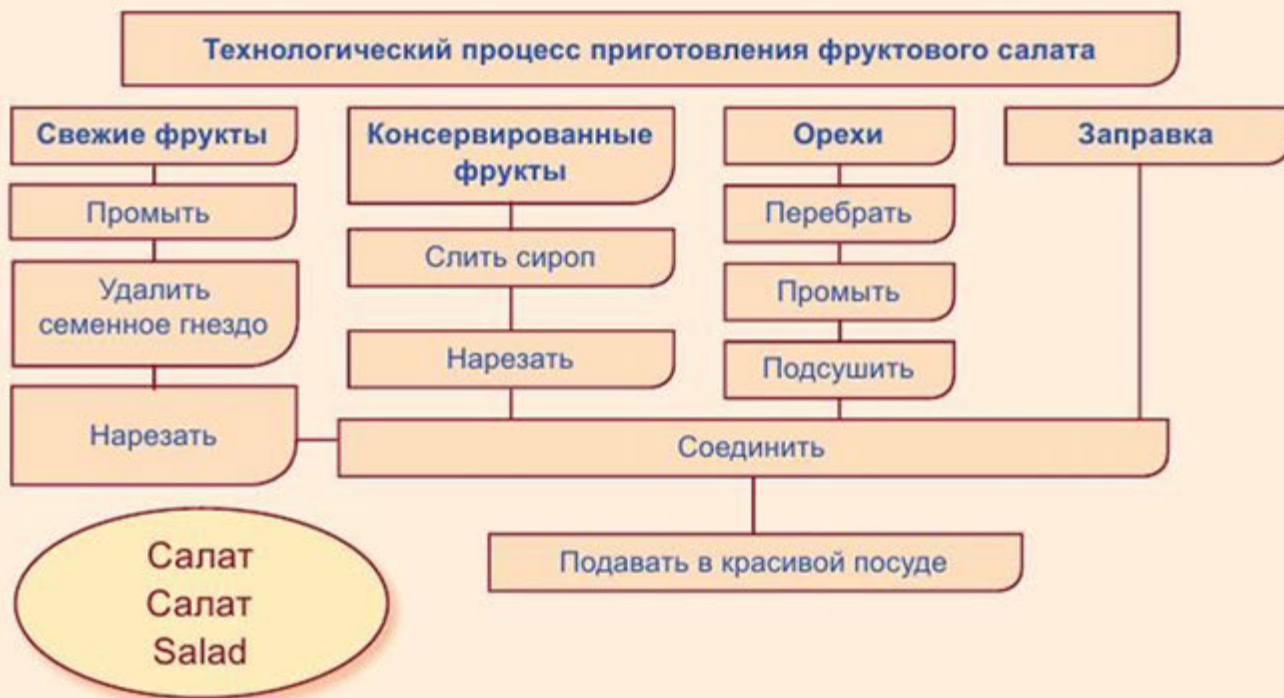 Технологический процесс приготовления фруктового салата
Свежие фрукты
Промыть
Удалить
семенное гнездо
Нарезать
Консервированные
фрукты
Слить сироп
Нарезать
Орехи
Перебрать
Промыть
Подсушить
Заправка
Соединить
Подавать в красивой посуде
Салат
Салат
Salad